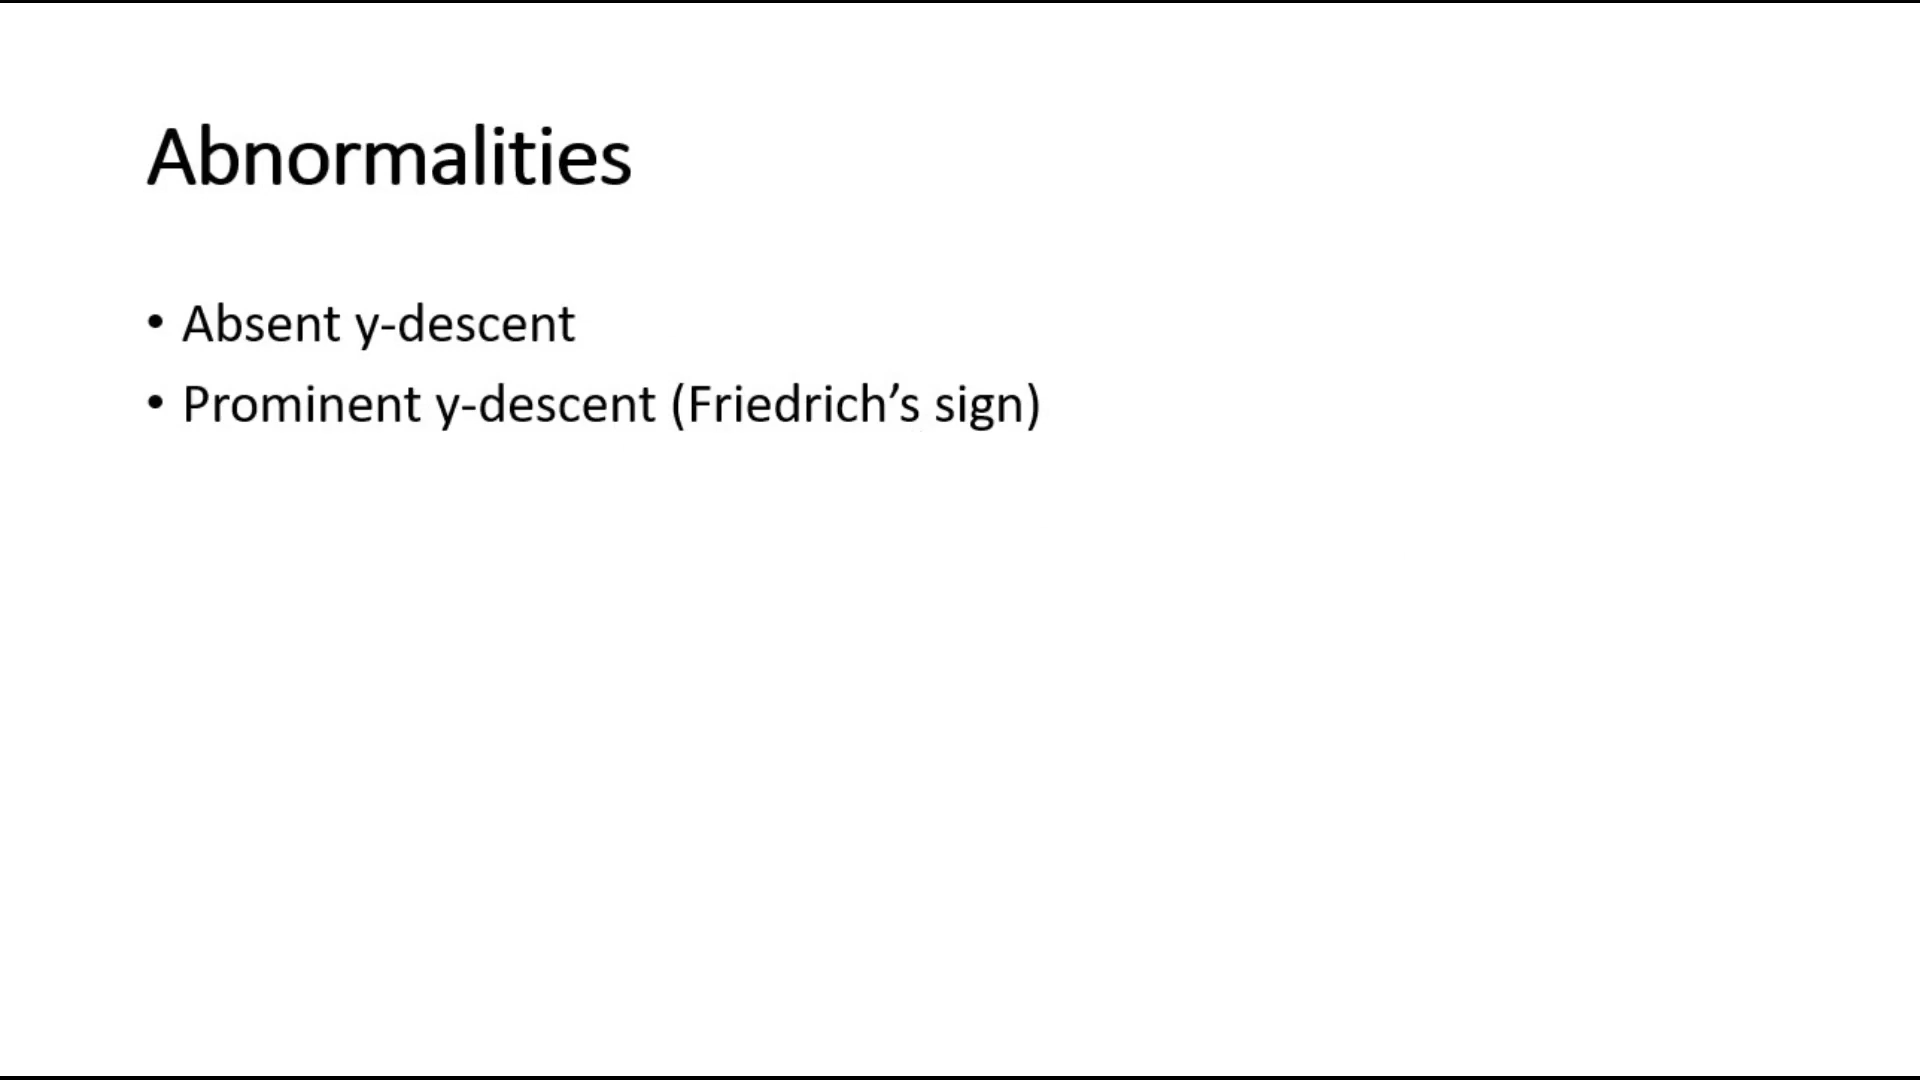 Abnormalities
• Absent y-descent
• Prominent y-descent (Friedrich’s sign)